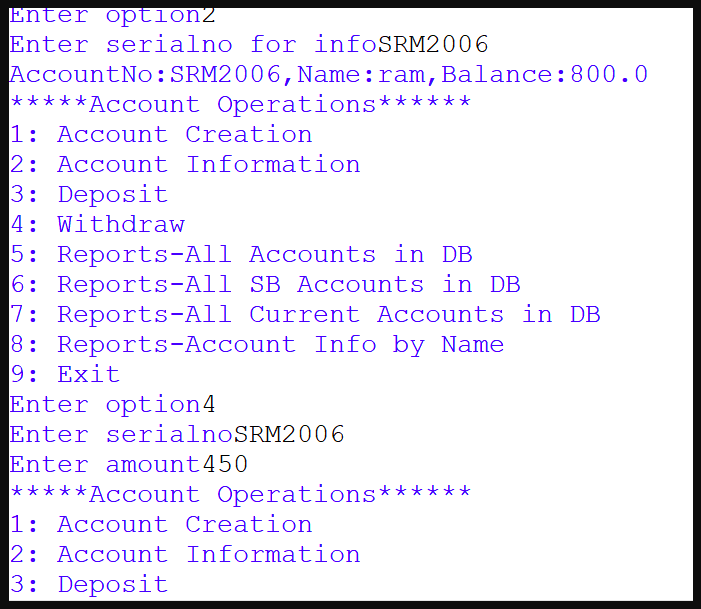 Enter option2
Enter serialno for infoSRM2006
AccountNo:SRM2006,Name:ram,Balance:800.0
*****Account Operations******
1: Account Creation
2: Account Information
3: Deposit
4: Withdraw
5: Reports-All Accounts in DB
6: Reports-All SB Accounts in DB
7: Reports-All Current Accounts in DB
8: Reports-Account Info by Name
9: Exit
Enter option4
Enter serialnoSRM2006
Enter amount450
*****Account Operations******
1: Account Creation
2: Account Information
3: Deposit